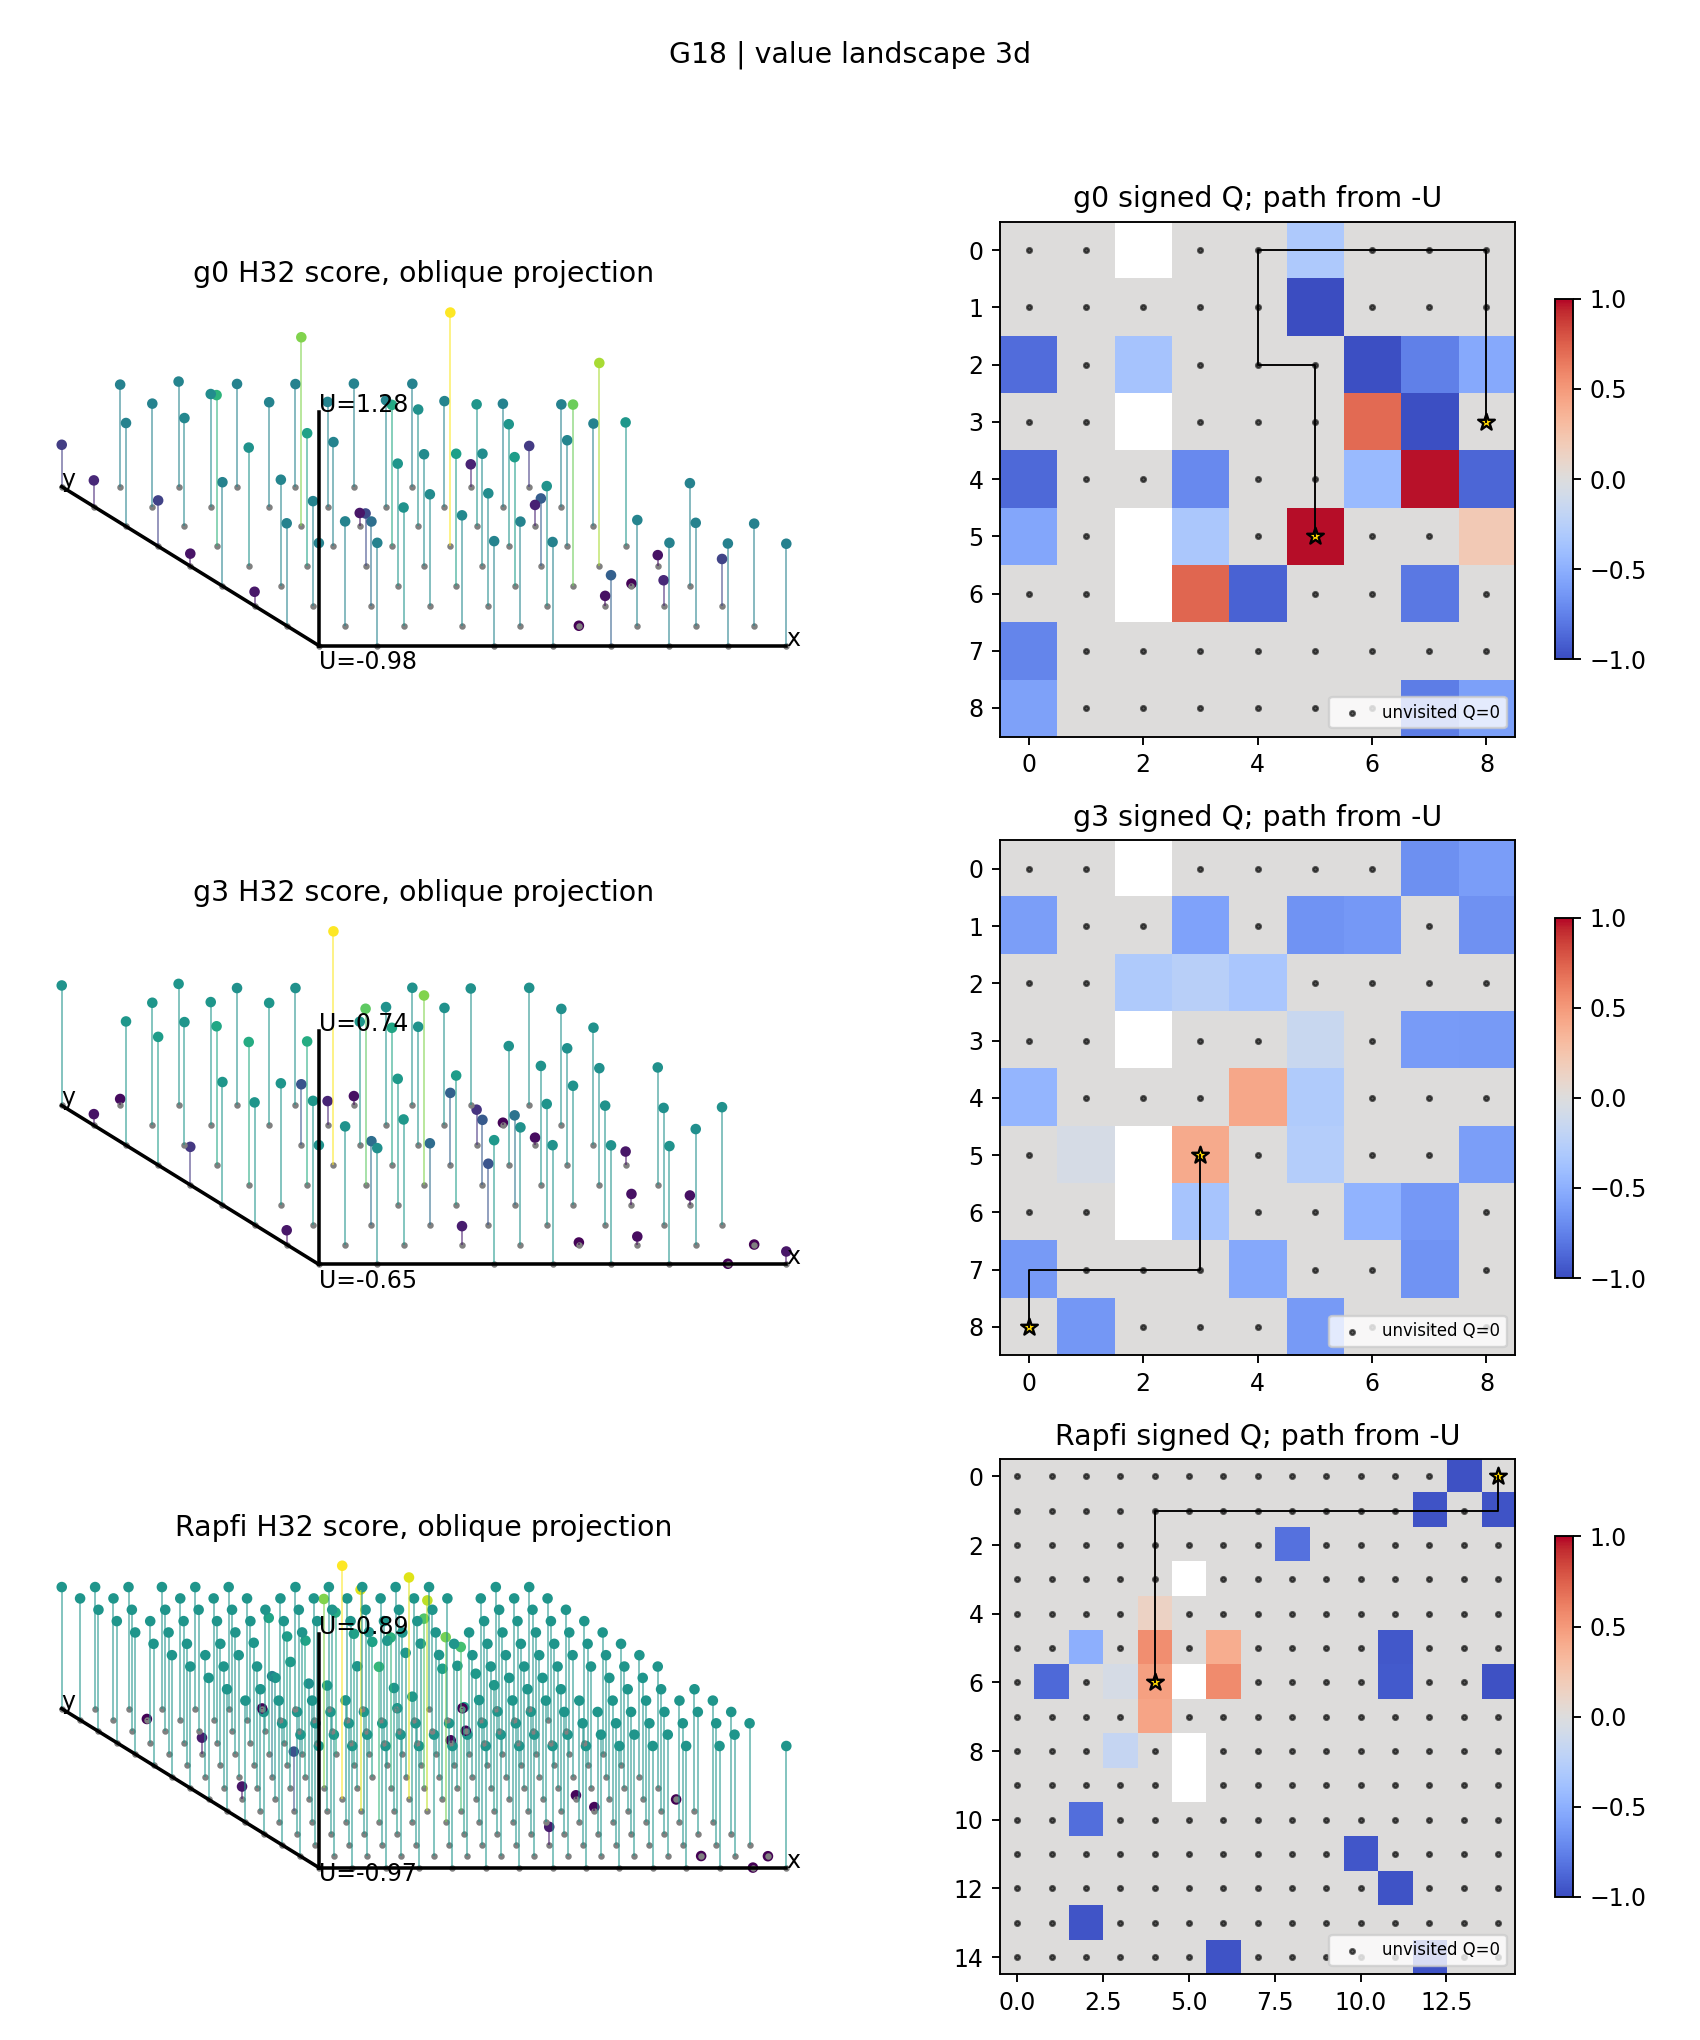 G18 | value landscape 3d
g0 H32 score, oblique projection
U=1.28
y
x
U=-0.98
g0 signed Q; path from -U
0
1
2
3
4
5
6
7
8
0 2 4 6 8
unvisited Q=0
1.0
0.5
0.0
−0.5
−1.0
g3 H32 score, oblique projection
U=0.74
y
x
U=-0.65
g3 signed Q; path from -U
0
1
2
3
4
5
6
7
8
0 2 4 6 8
unvisited Q=0
1.0
0.5
0.0
−0.5
−1.0
Rapfi H32 score, oblique projection
U=0.89
y
x
U=-0.97
Rapfi signed Q; path from -U
0
2
4
6
8
10
12
14
0.0 2.5 5.0 7.5 10.0 12.5
unvisited Q=0
1.0
0.5
0.0
−0.5
−1.0